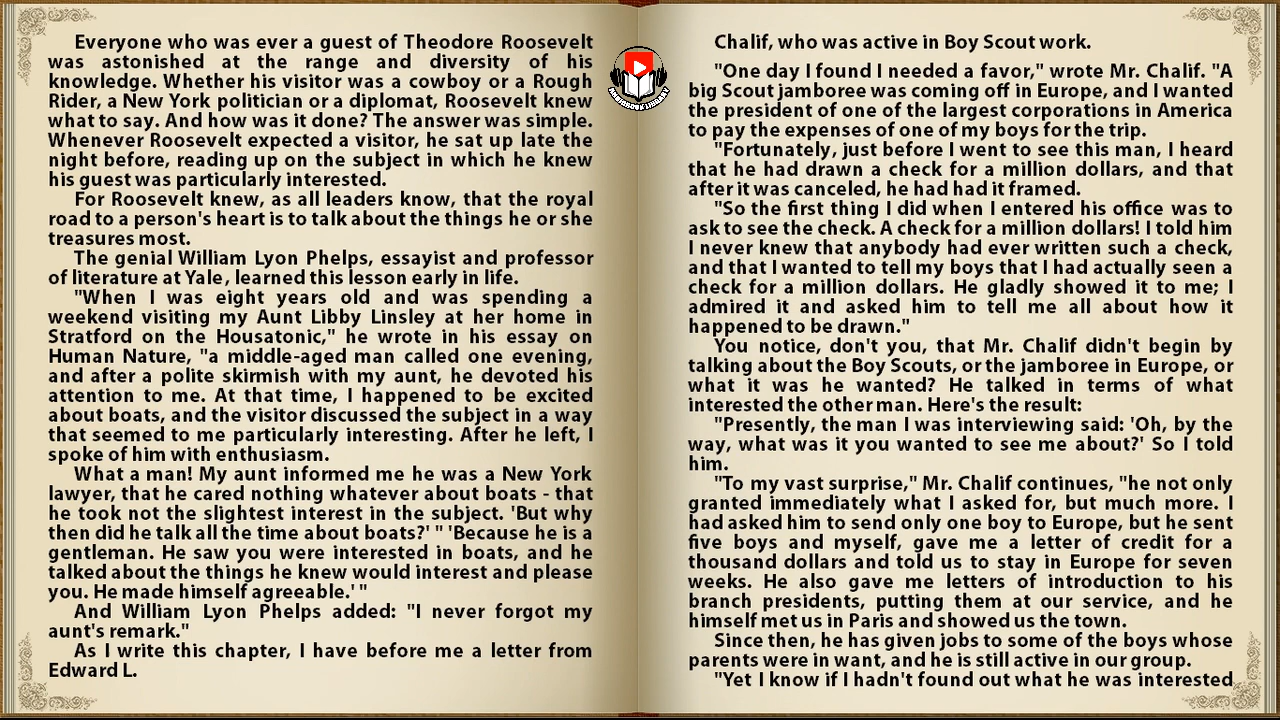 Everyone who was ever a guest of Theodore Roosevelt
was astonished at the range and diversity of his
knowledge. Whether his visitor was a cowboy or a Rough
Rider, a New York politician or a diplomat, Roosevelt knew
what to say. And how was it done? The answer was simple.
Whenever Roosevelt expected a visitor, he sat up late the
night before, reading up on the subject in which he knew
his guest was particularly interested.
For Roosevelt knew, as all leaders know, that the royal
road to a person's heart is to talk about the things he or she
treasures most.
The genial William Lyon Phelps, essayist and professor
of literature at Yale, learned this lesson early in life.
"When I was eight years old and was spending a
weekend visiting my Aunt Libby Linsley at her home in
Stratford on the Housatonic," he wrote in his essay on
Human Nature, "a middle-aged man called one evening,
and after a polite skirmish with my aunt, he devoted his
attention to me. At that time, I happened to be excited
about boats, and the visitor discussed the subject in a way
that seemed to me particularly interesting. After he left, I
spoke of him with enthusiasm.
What a man! My aunt informed me he was a New York
lawyer, that he cared nothing whatever about boats - that
he took not the slightest interest in the subject. 'But why
then did he talk all the time about boats?' " 'Because he is a
gentleman. He saw you were interested in boats, and he
talked about the things he knew would interest and please
you. He made himself agreeable.' "
And William Lyon Phelps added: "I never forgot my
aunt's remark."
As I write this chapter, I have before me a letter from
Edward L.
Chalif, who was active in Boy Scout work.
"One day I found I needed a favor," wrote Mr. Chalif. "A
big Scout jamboree was coming off in Europe, and I wanted
the president of one of the largest corporations in America
to pay the expenses of one of my boys for the trip.
"Fortunately, just before I went to see this man, I heard
that he had drawn a check for a million dollars, and that
after it was canceled, he had had it framed.
"So the first thing I did when I entered his office was to
ask to see the check. A check for a million dollars! I told him
I never knew that anybody had ever written such a check,
and that I wanted to tell my boys that I had actually seen a
check for a million dollars. He gladly showed it to me; I
admired it and asked him to tell me all about how it
happened to be drawn."
You notice, don't you, that Mr. Chalif didn't begin by
talking about the Boy Scouts, or the jamboree in Europe, or
what it was he wanted? He talked in terms of what
interested the other man. Here's the result:
"Presently, the man I was interviewing said: 'Oh, by the
way, what was it you wanted to see me about?' So I told
him.
"To my vast surprise," Mr. Chalif continues, "he not only
granted immediately what I asked for, but much more. I
had asked him to send only one boy to Europe, but he sent
five boys and myself, gave me a letter of credit for a
thousand dollars and told us to stay in Europe for seven
weeks. He also gave me letters of introduction to his
branch presidents, putting them at our service, and he
himself met us in Paris and showed us the town.
Since then, he has given jobs to some of the boys whose
parents were in want, and he is still active in our group.
"Yet I know if I hadn't found out what he was interested